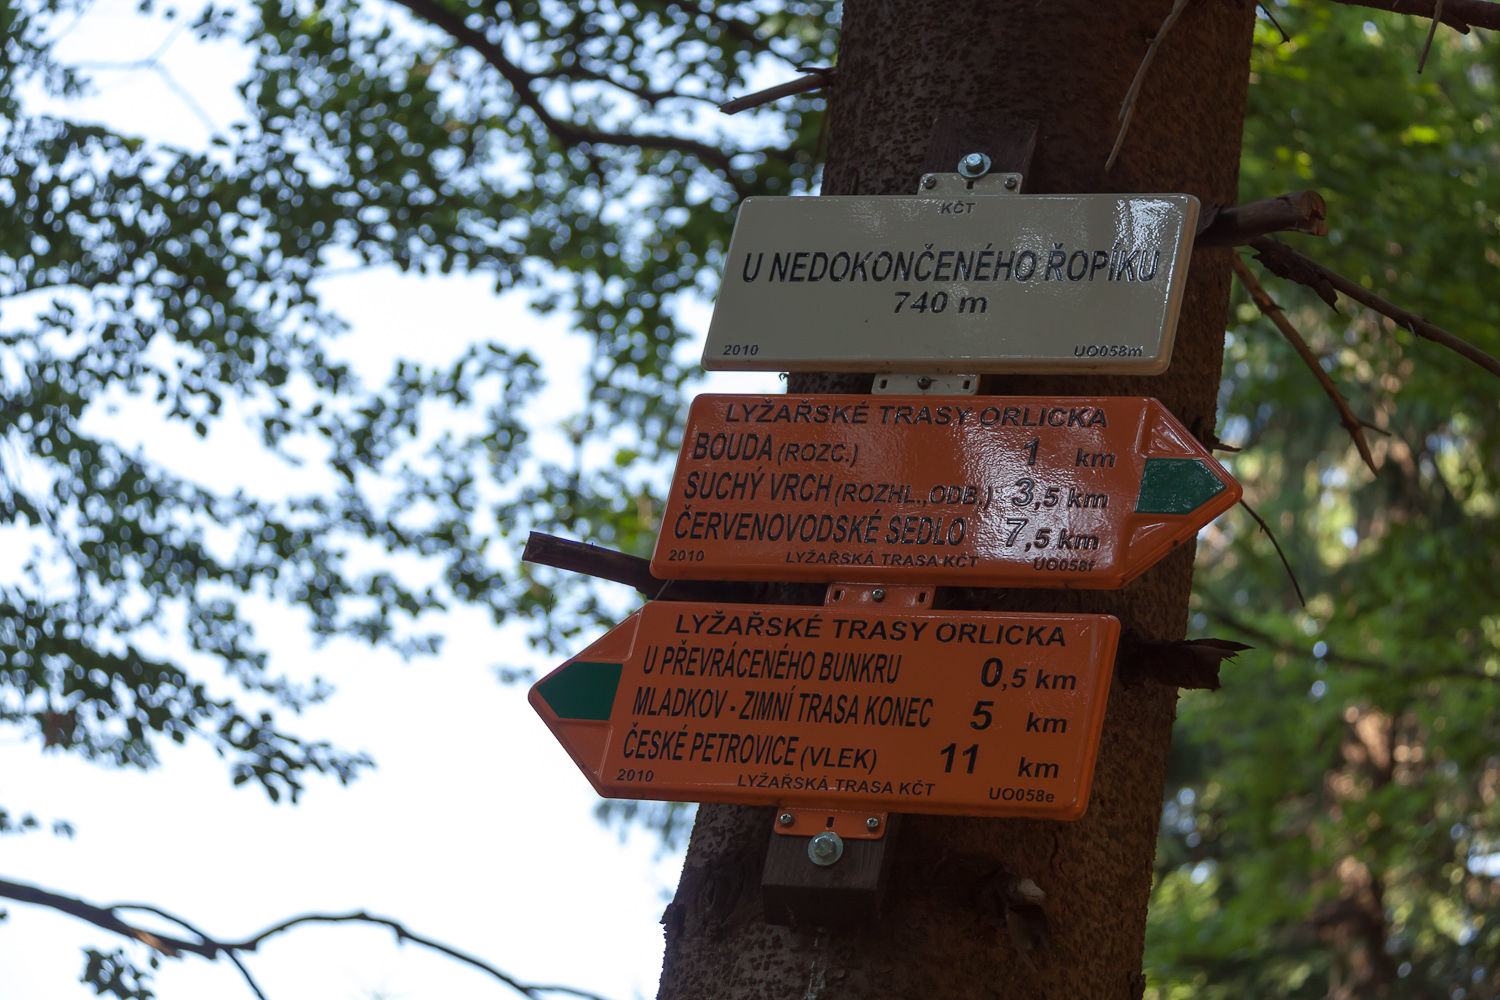 KČT
U NEDOKONČENÉHO ŘOPÍKU
740 m
2010 UO058m
LYŽAŘSKÉ TRASY ORLICKA
BOUDA (ROZC.) 1 km
SUCHÝ VRCH (ROZHL.,ODB.) 3,5 km
ČERVENOVODSKÉ SEDLO 7,5 km
2010 LYŽAŘSKÁ TRASA KČT UO058f
LYŽAŘSKÉ TRASY ORLICKA
U PŘEVRÁCENÉHO BUNKRU 0,5 km
MLADKOV - ZIMNÍ TRASA KONEC 5 km
ČESKÉ PETROVICE (VLEK) 11 km
2010 LYŽAŘSKÁ TRASA KČT UO058e